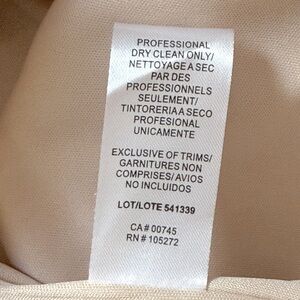 PROFESSIONAL
DRY CLEAN ONLY/
NETTOYAGE A SEC
PAR DES
PROFESSIONNELS
SEULEMENT/
TINTORERIA A SECO
PROFESIONAL
UNICAMENTE
EXCLUSIVE OF TRIMS/
GARNITURES NON
COMPRISES/AVIOS
NO INCLUIDOS
LOT/LOTE 541339
CA# 00745
RN # 105272